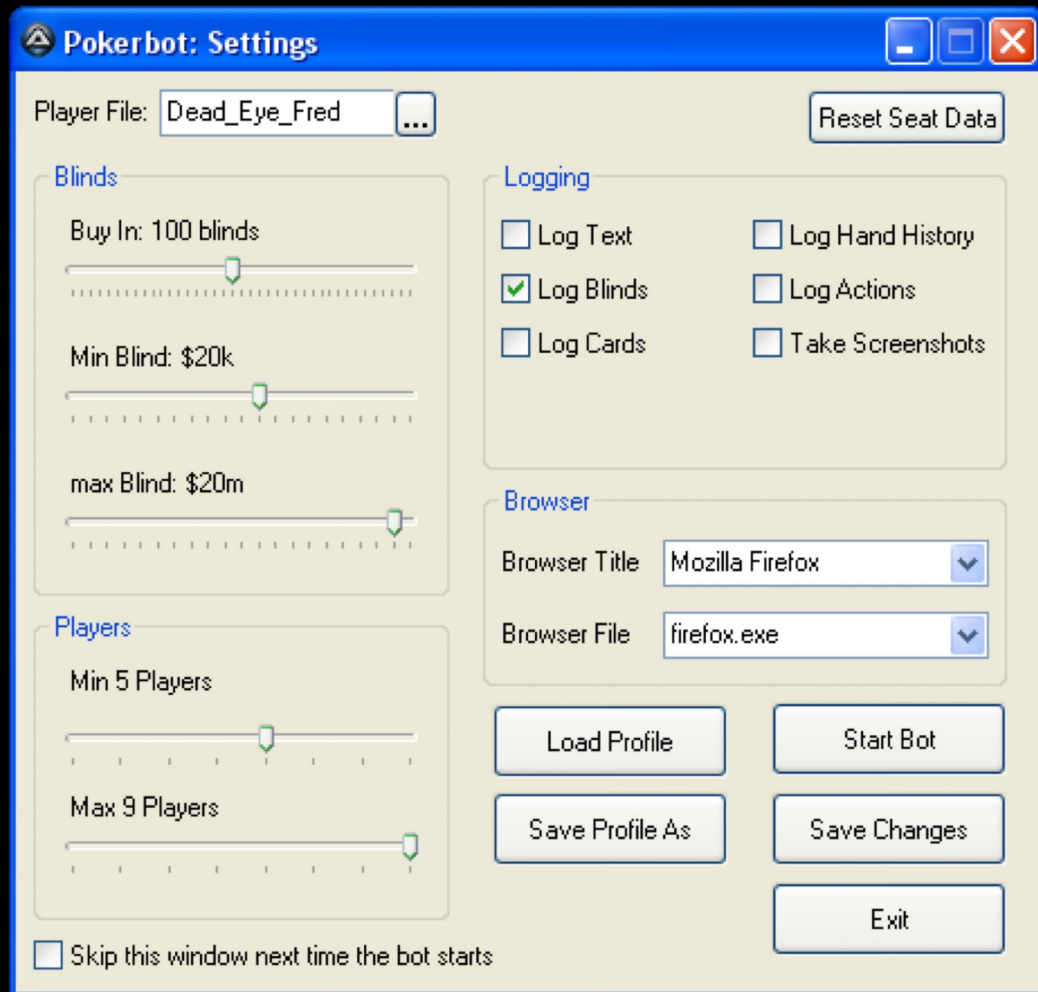 Pokerbot: Settings
Player File: Dead_Eye_Fred ...
Reset Seat Data
Blinds
Buy In: 100 blinds
Min Blind: $20k
max Blind: $20m
Players
Min 5 Players
Max 9 Players
Skip this window next time the bot starts
Logging
Log Text
Log Hand History
Log Blinds
Log Actions
Log Cards
Take Screenshots
Browser
Browser Title Mozilla Firefox
Browser File firefox.exe
Load Profile
Start Bot
Save Profile As
Save Changes
Exit